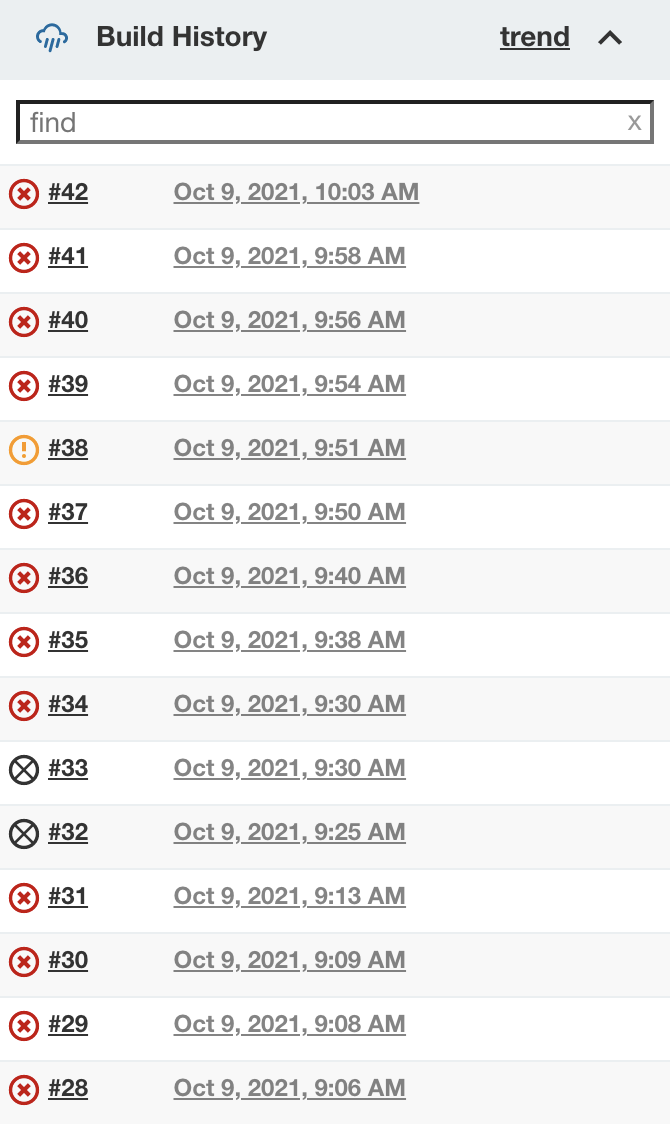 Build History trend
find x
#42 Oct 9, 2021, 10:03 AM
#41 Oct 9, 2021, 9:58 AM
#40 Oct 9, 2021, 9:56 AM
#39 Oct 9, 2021, 9:54 AM
#38 Oct 9, 2021, 9:51 AM
#37 Oct 9, 2021, 9:50 AM
#36 Oct 9, 2021, 9:40 AM
#35 Oct 9, 2021, 9:38 AM
#34 Oct 9, 2021, 9:30 AM
#33 Oct 9, 2021, 9:30 AM
#32 Oct 9, 2021, 9:25 AM
#31 Oct 9, 2021, 9:13 AM
#30 Oct 9, 2021, 9:09 AM
#29 Oct 9, 2021, 9:08 AM
#28 Oct 9, 2021, 9:06 AM